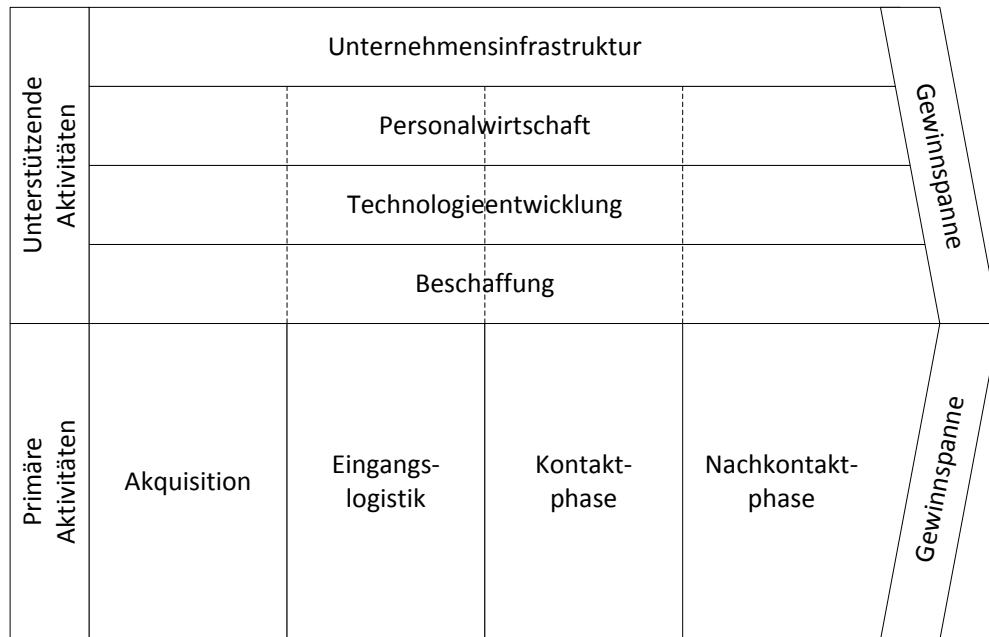 Unterstützende
Aktivitäten
Unternehmensinfrastruktur
Personalwirtschaft
Technologieentwicklung
Beschaffung
Gewinnspanne
Primäre
Aktivitäten
Akquisition
Eingangs-
logistik
Kontakt-
phase
Nachkontakt-
phase
Gewinnspanne